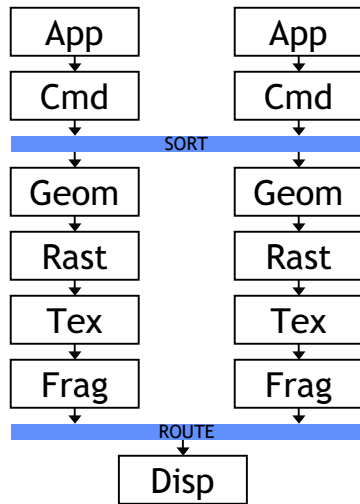 App App
Cmd Cmd
SORT
Geom Geom
Rast Rast
Tex Tex
Frag Frag
ROUTE
Disp